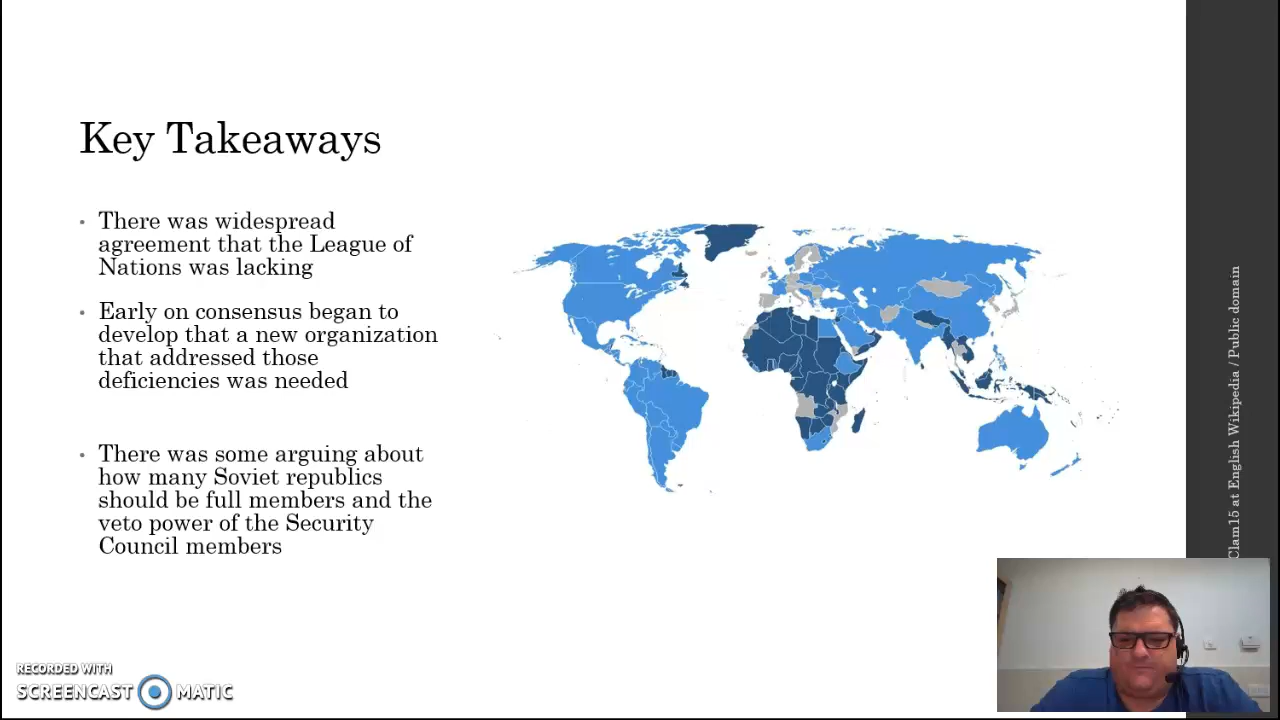 Key Takeaways
• There was widespread
agreement that the League of
Nations was lacking
• Early on consensus began to
develop that a new organization
that addressed those
deficiencies was needed
• There was some arguing about
how many Soviet republics
should be full members and the
veto power of the Security
Council members
Clam15 at English Wikipedia / Public domain
RECORDED WITH
SCREENCAST MATIC